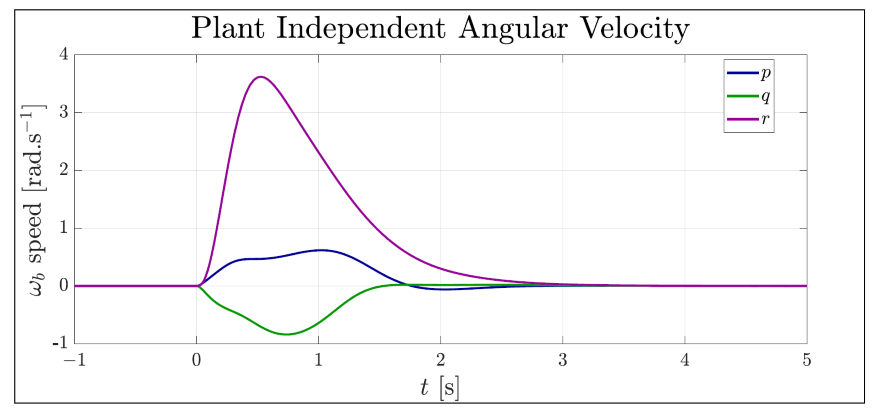 Plant Independent Angular Velocity
4
3
2
1
0
-1
ω_b speed [rad.s⁻¹]
p
q
r
−1 0 1 2 3 4 5
t [s]